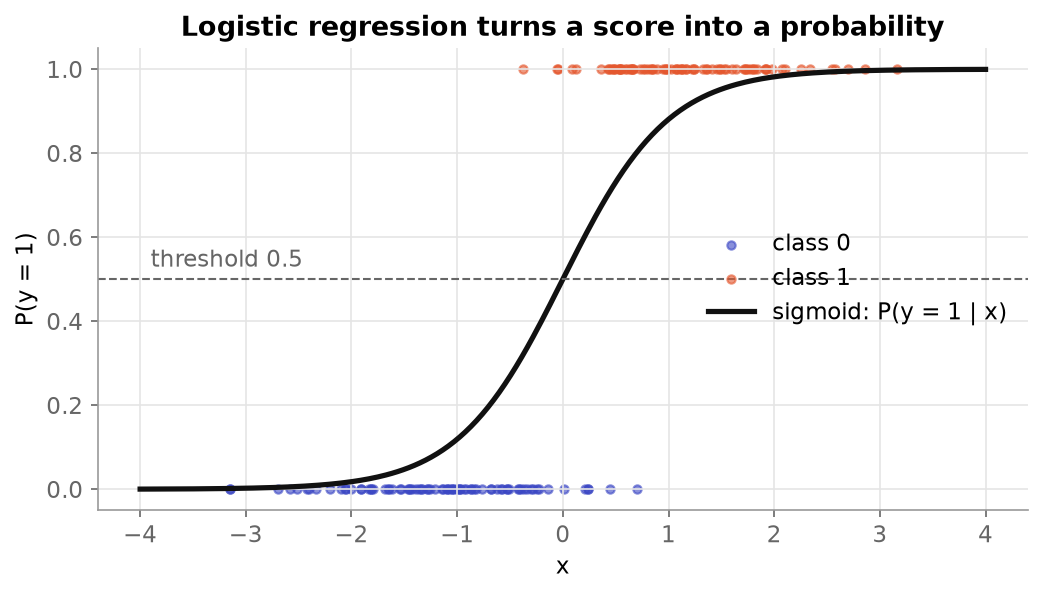 Logistic regression turns a score into a probability
P(y = 1)
1.0
0.8
0.6
0.4
0.2
0.0
threshold 0.5
class 0
class 1
sigmoid: P(y = 1 | x)
−4 −3 −2 −1 0 1 2 3 4
x